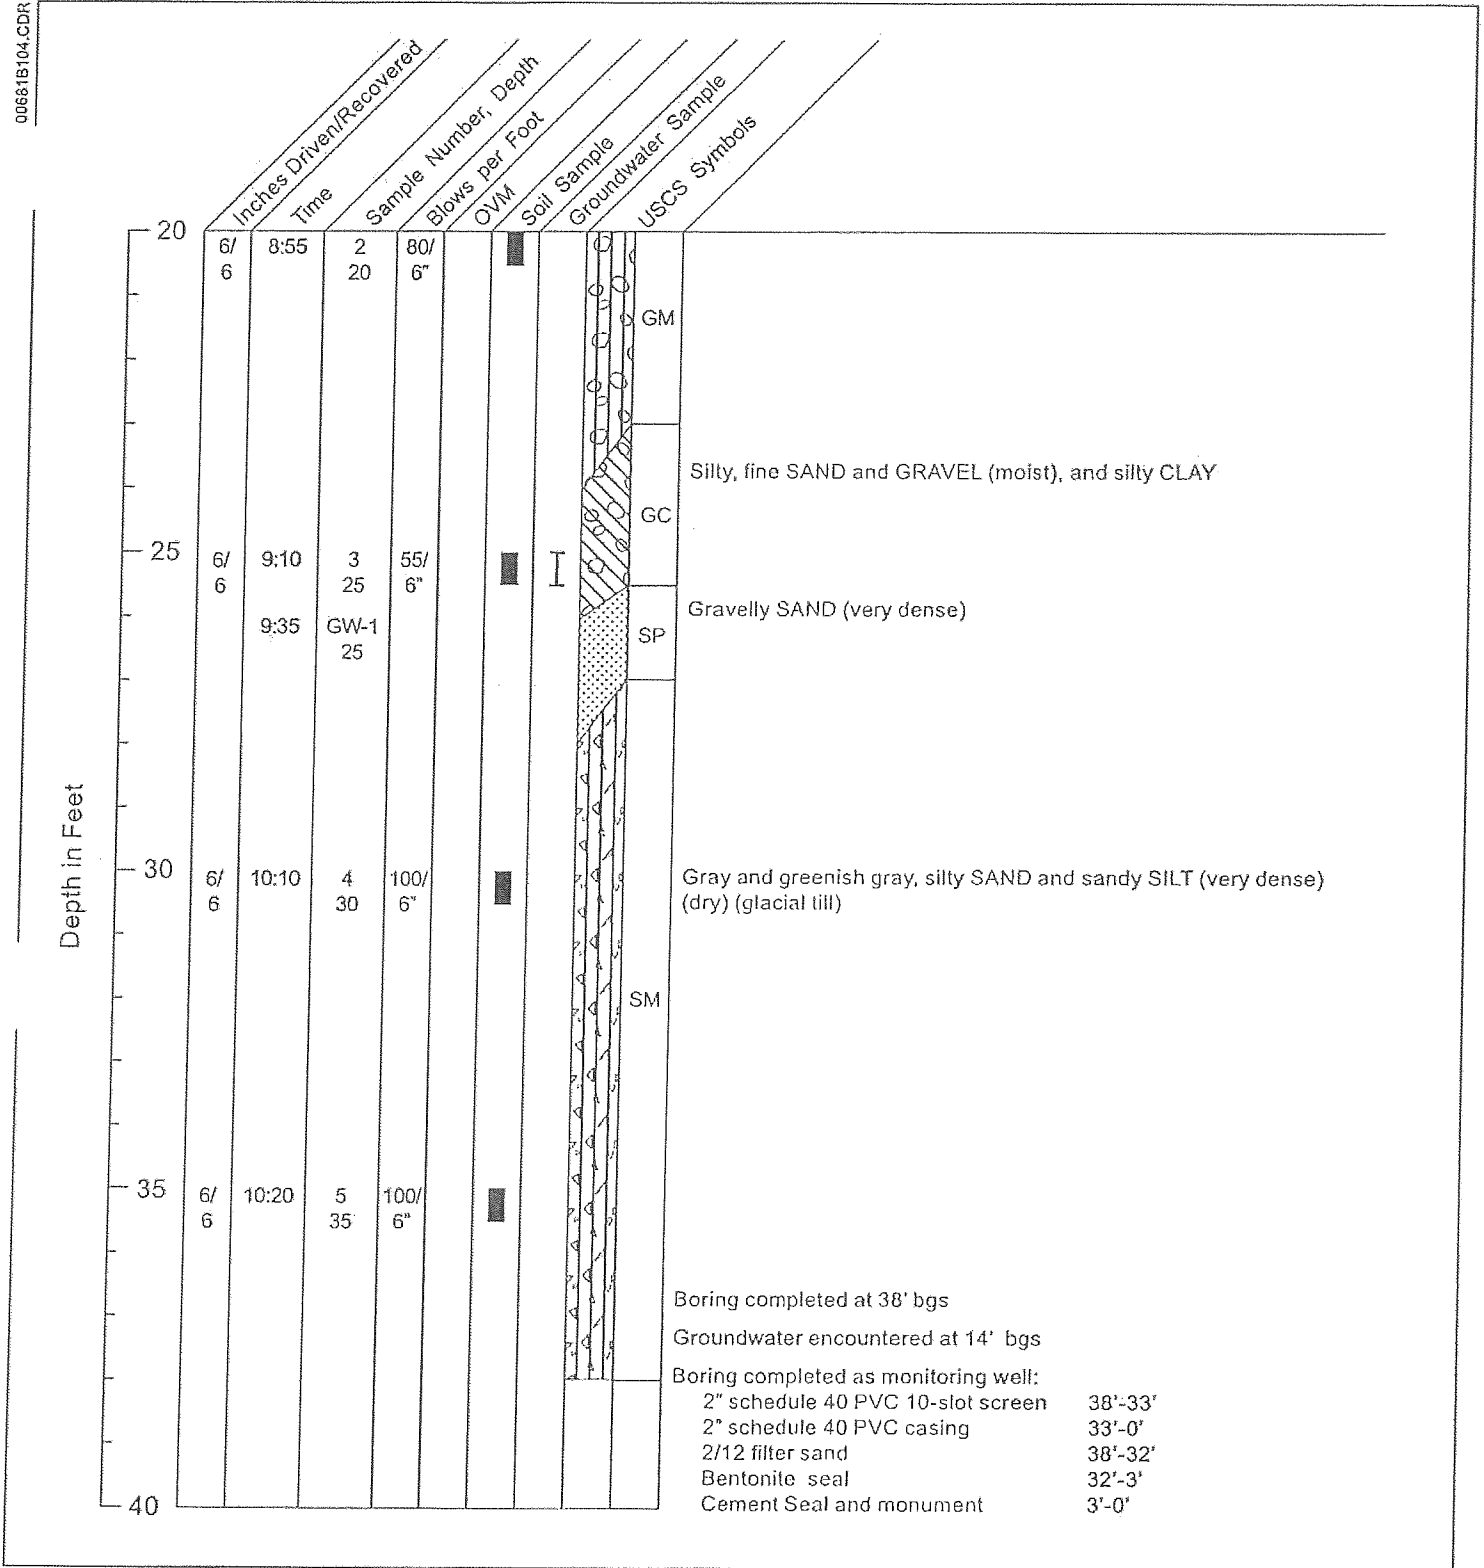 00681B104.CDR
Inches Driven/Recovered
Time
Sample Number, Depth
Blows per Foot
OVM
Soil Sample
Groundwater Sample
USCS Symbols
Depth in Feet
20
6/ 8:55 2 80/
6 20 6"
GM
Silty, fine SAND and GRAVEL (moist), and silty CLAY
GC
25
6/ 9:10 3 55/
6 25 6"
Gravelly SAND (very dense)
9:35 GW-1
25
SP
30
6/ 10:10 4 100/
6 30 6"
Gray and greenish gray, silty SAND and sandy SILT (very dense)
(dry) (glacial till)
SM
35
6/ 10:20 5 100/
6 35 6"
Boring completed at 38' bgs
Groundwater encountered at 14' bgs
Boring completed as monitoring well:
2" schedule 40 PVC 10-slot screen 38'-33'
2" schedule 40 PVC casing 33'-0'
2/12 filter sand 38'-32'
Bentonite seal 32'-3'
Cement Seal and monument 3'-0'
40